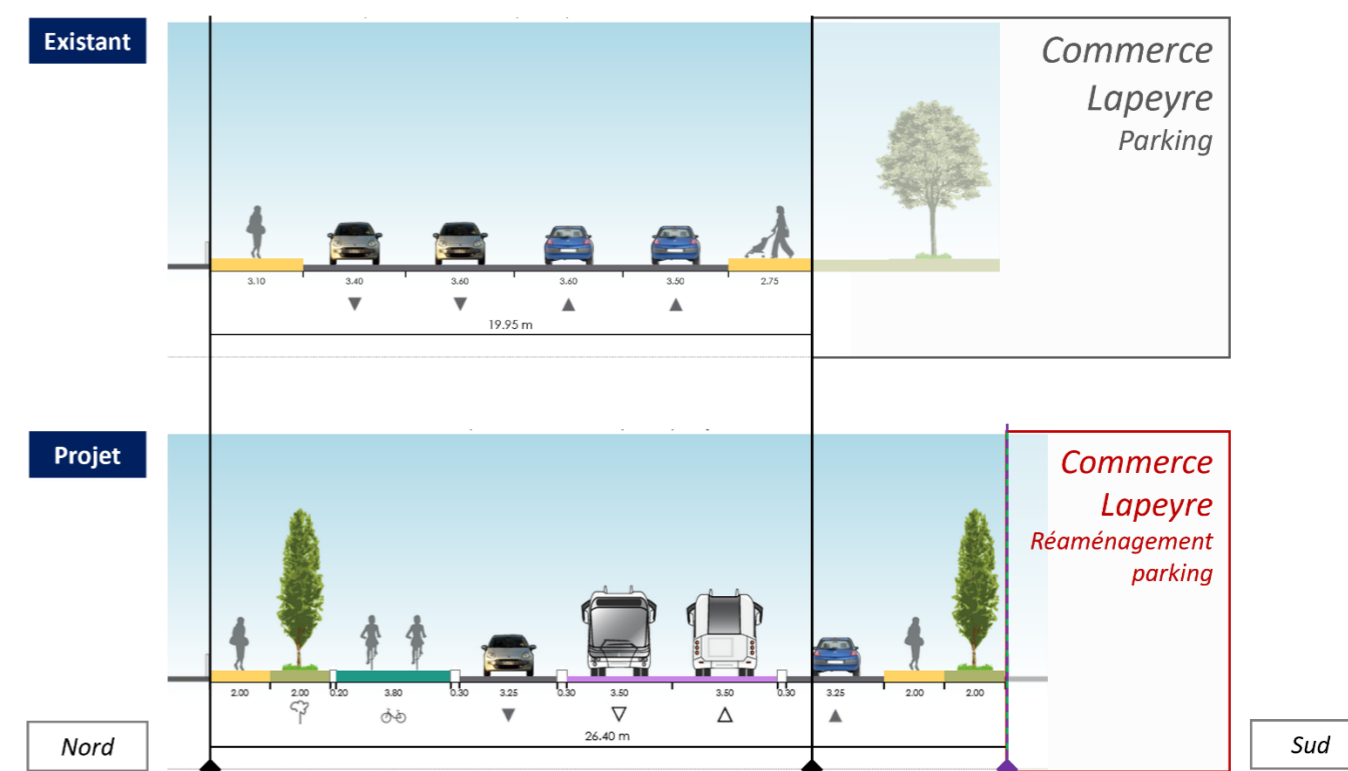 Existant
Commerce
Lapeyre
Parking
3.10 3.40 3.60 3.60 3.50 2.75
19.95 m
Projet
Commerce
Lapeyre
Réaménagement
parking
2.00 2.00 0.20 3.80 0.30 3.25 0.30 3.50 3.50 0.30 3.25 2.00 2.00
26.40 m
Nord
Sud